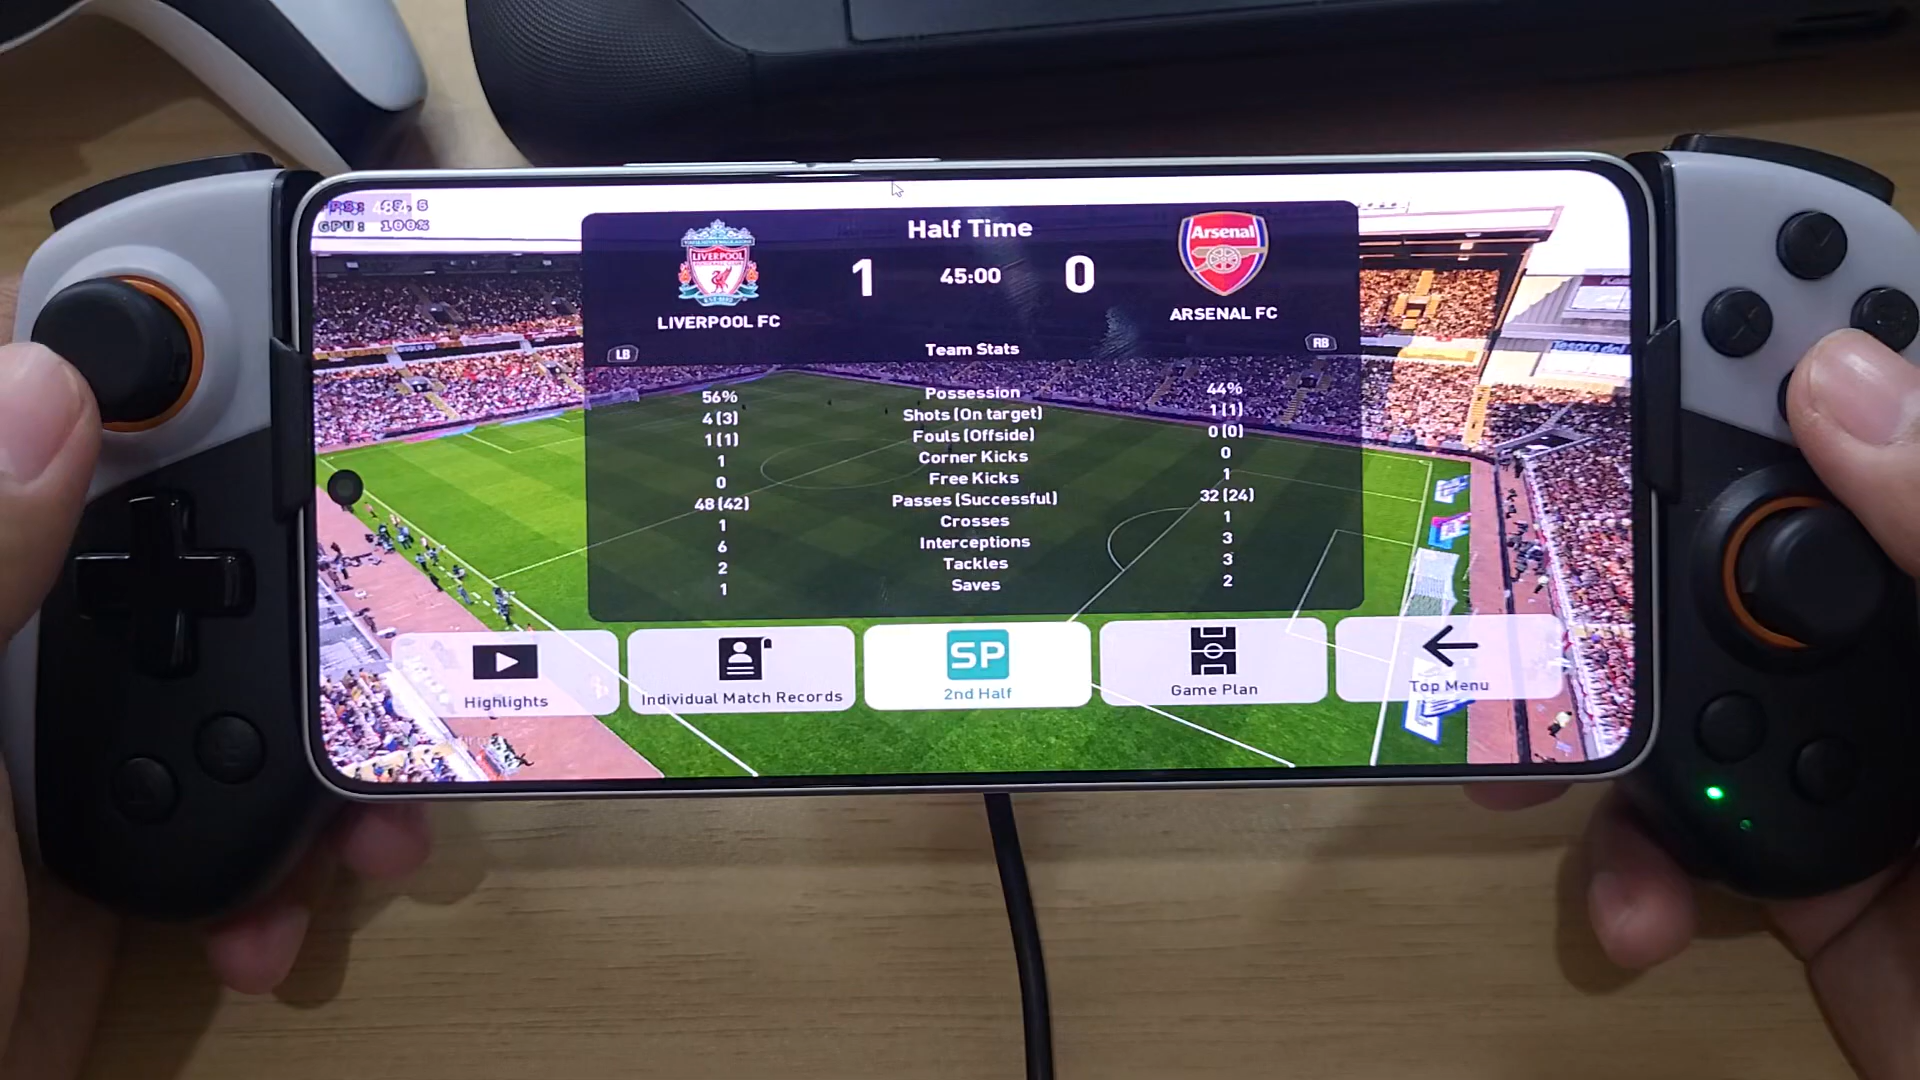 GPU: 100%
Half Time
LIVERPOOL
1 45:00 0
Arsenal
LIVERPOOL FC
ARSENAL FC
LB Team Stats RB
56% Possession 44%
4 (3) Shots (On target) 1 (1)
1 (1) Fouls (Offside) 0 (0)
1 Corner Kicks 0
0 Free Kicks 1
48 (42) Passes (Successful) 32 (24)
1 Crosses 1
6 Interceptions 3
2 Tackles 3
1 Saves 2
Highlights
Individual Match Records
SP
2nd Half
Game Plan
Top Menu